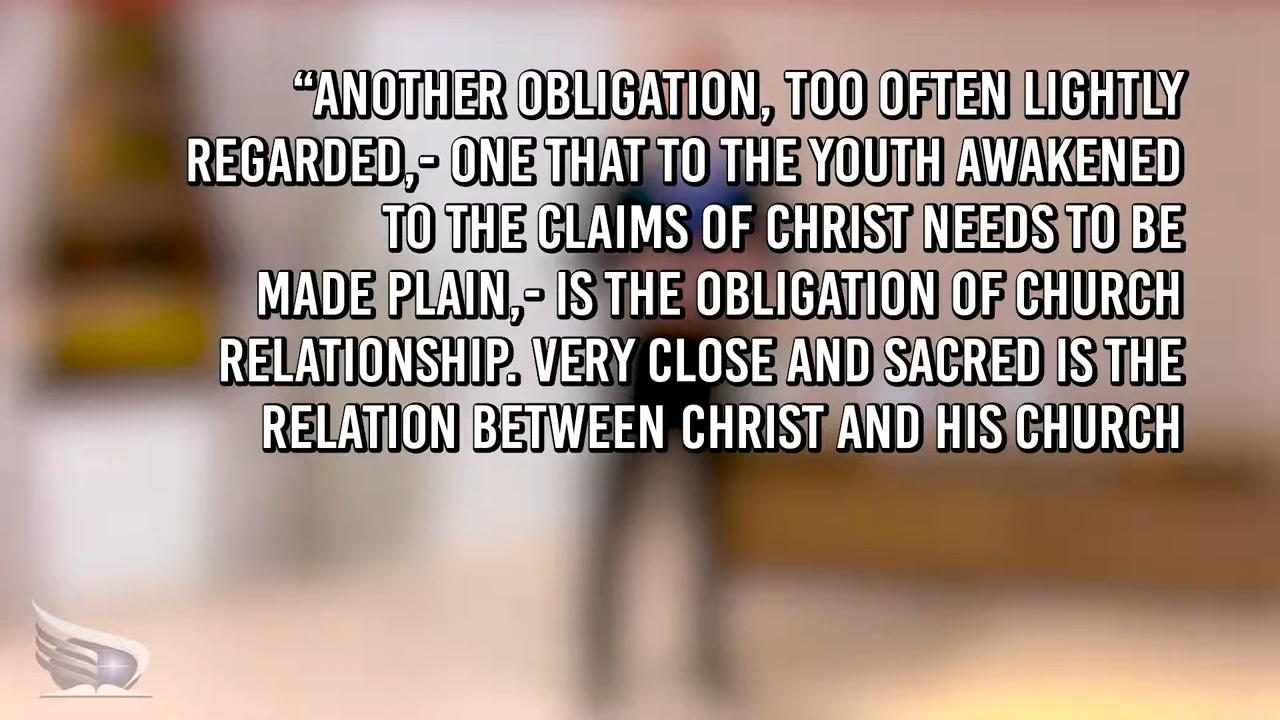 “ANOTHER OBLIGATION, TOO OFTEN LIGHTLY
REGARDED,- ONE THAT TO THE YOUTH AWAKENED
TO THE CLAIMS OF CHRIST NEEDS TO BE
MADE PLAIN,- IS THE OBLIGATION OF CHURCH
RELATIONSHIP. VERY CLOSE AND SACRED IS THE
RELATION BETWEEN CHRIST AND HIS CHURCH